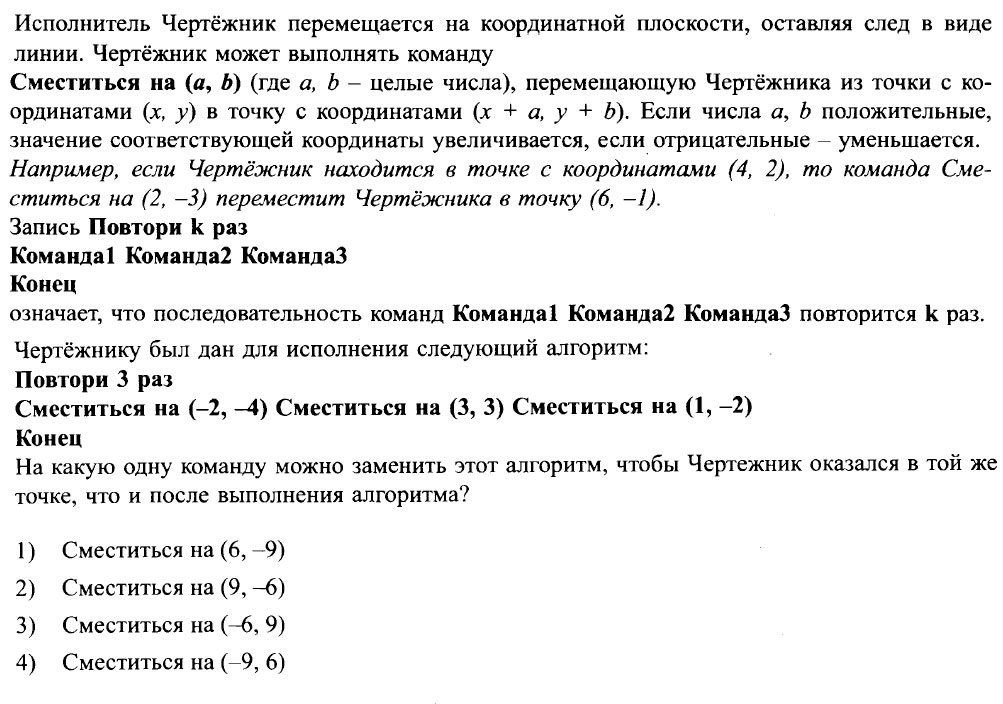 Исполнитель Чертёжник перемещается на координатной плоскости, оставляя след в виде
линии. Чертёжник может выполнять команду
Сместиться на (a, b) (где a, b – целые числа), перемещающую Чертёжника из точки с ко-
ординатами (x, y) в точку с координатами (x + a, y + b). Если числа a, b положительные,
значение соответствующей координаты увеличивается, если отрицательные – уменьшается.
Например, если Чертёжник находится в точке с координатами (4, 2), то команда Сме-
ститься на (2, –3) переместит Чертёжника в точку (6, –1).
Запись Повтори k раз
Команда1 Команда2 Команда3
Конец
означает, что последовательность команд Команда1 Команда2 Команда3 повторится k раз.
Чертёжнику был дан для исполнения следующий алгоритм:
Повтори 3 раз
Сместиться на (–2, –4) Сместиться на (3, 3) Сместиться на (1, –2)
Конец
На какую одну команду можно заменить этот алгоритм, чтобы Чертежник оказался в той же
точке, что и после выполнения алгоритма?
1) Сместиться на (6, –9)
2) Сместиться на (9, –6)
3) Сместиться на (–6, 9)
4) Сместиться на (–9, 6)